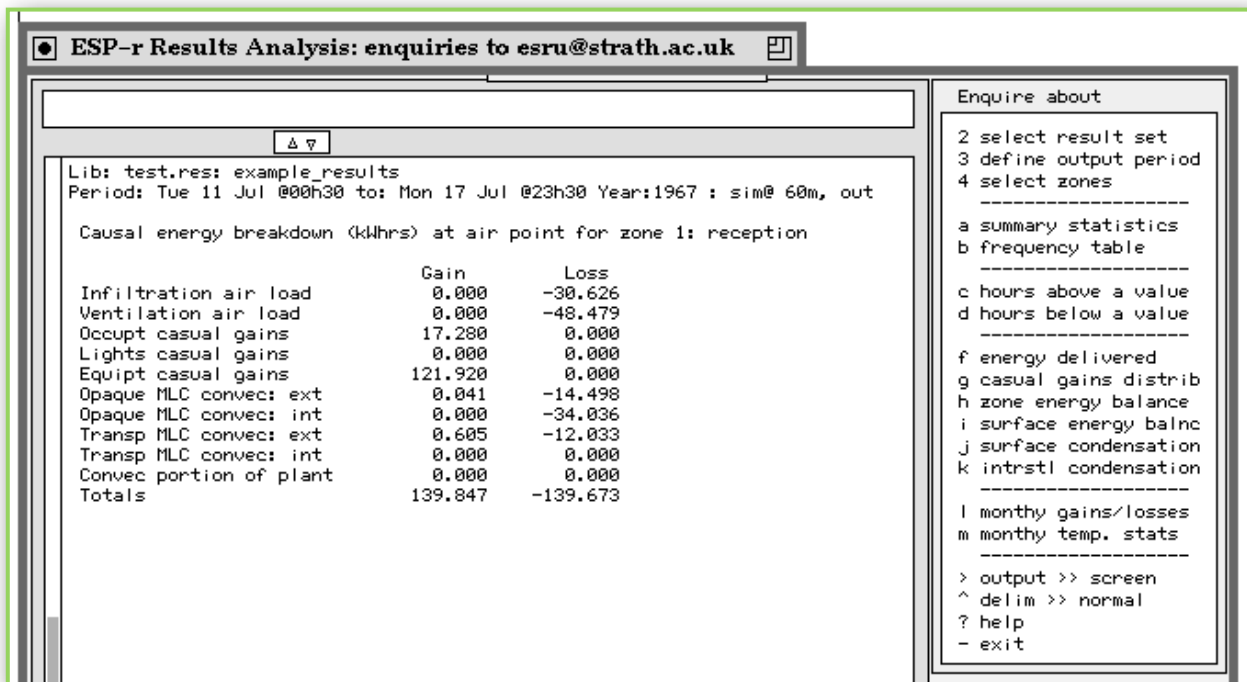 ESP-r Results Analysis: enquiries to esru@strath.ac.uk
Lib: test.res: example_results
Period: Tue 11 Jul @00h30 to: Mon 17 Jul @23h30 Year:1967 : sim@ 60m, out
Causal energy breakdown (kWhrs) at air point for zone 1: reception
Gain Loss
Infiltration air load 0.000 -30.626
Ventilation air load 0.000 -48.479
Occupt casual gains 17.280 0.000
Lights casual gains 0.000 0.000
Equipt casual gains 121.920 0.000
Opaque MLC convec: ext 0.041 -14.498
Opaque MLC convec: int 0.000 -34.036
Transp MLC convec: ext 0.605 -12.033
Transp MLC convec: int 0.000 0.000
Convec portion of plant 0.000 0.000
Totals 139.847 -139.673
Enquire about
2 select result set
3 define output period
4 select zones
-------------------
a summary statistics
b frequency table
-------------------
c hours above a value
d hours below a value
-------------------
f energy delivered
g casual gains distrib
h zone energy balance
i surface energy balnc
j surface condensation
k intrstl condensation
-------------------
l monthy gains/losses
m monthy temp. stats
-------------------
> output >> screen
^ delim >> normal
? help
- exit